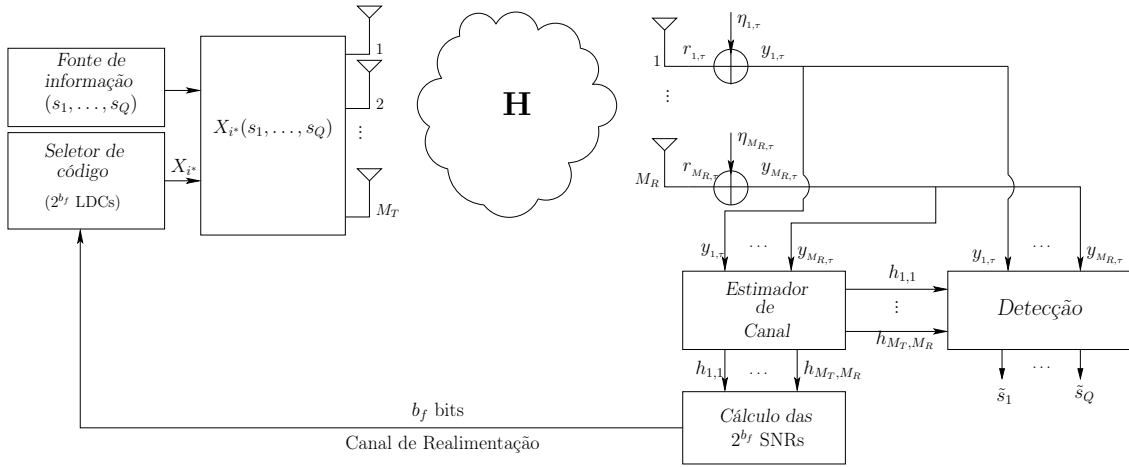 Fonte de
informação
(s_1, . . . , s_Q)
Seletor de
código
(2^{b_f} LDCs)
X_{i*}
X_{i*}(s_1, . . . , s_Q)
1
2
⋮
M_T
H
1
r_{1,τ}
η_{1,τ}
y_{1,τ}
⋮
M_R
r_{M_R,τ}
η_{M_R,τ}
y_{M_R,τ}
y_{1,τ}
· · ·
y_{M_R,τ}
y_{1,τ}
· · ·
y_{M_R,τ}
Estimador
de
Canal
h_{1,1}
⋮
h_{M_T,M_R}
Detecção
h_{1,1}
· · ·
h_{M_T,M_R}
s̃_1
· · ·
s̃_Q
Cálculo das
2^{b_f} SNRs
b_f bits
Canal de Realimentação